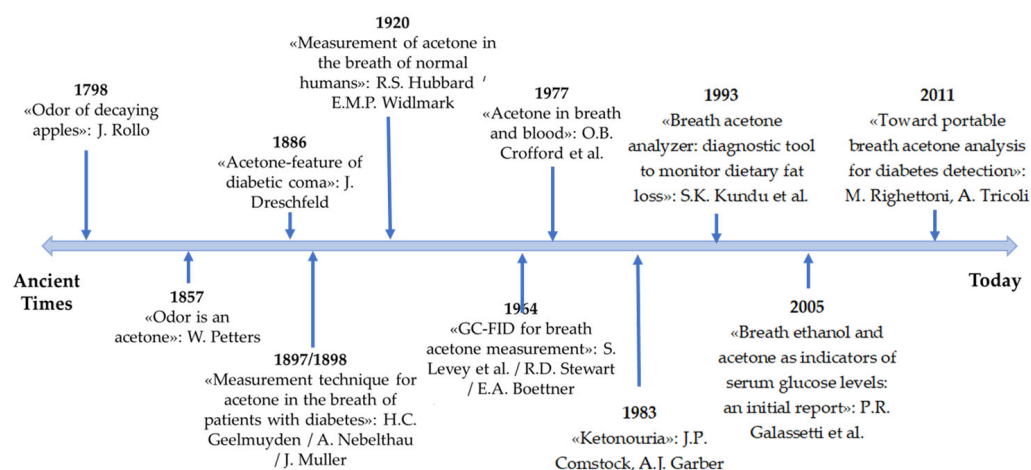 1798
«Odor of decaying
apples»: J. Rollo
1886
«Acetone-feature of
diabetic coma»: J.
Dreschfeld
1920
«Measurement of acetone in
the breath of normal
humans»: R.S. Hubbard /
E.M.P. Widlmark
1977
«Acetone in breath
and blood»: O.B.
Crofford et al.
1993
«Breath acetone
analyzer: diagnostic tool
to monitor dietary fat
loss»: S.K. Kundu et al.
2011
«Toward portable
breath acetone analysis
for diabetes detection»:
M. Righettoni, A. Tricoli
Ancient
Times
Today
1857
«Odor is an
acetone»: W. Petters
1897/1898
«Measurement technique for
acetone in the breath of
patients with diabetes»: H.C.
Geelmuyden / A. Nebelthau
/ J. Muller
1964
«GC-FID for breath
acetone measurement»: S.
Levey et al. / R.D. Stewart
/ E.A. Boettner
1983
«Ketonouria»: J.P.
Comstock, A.J. Garber
2005
«Breath ethanol and
acetone as indicators of
serum glucose levels:
an initial report»: P.R.
Galassetti et al.